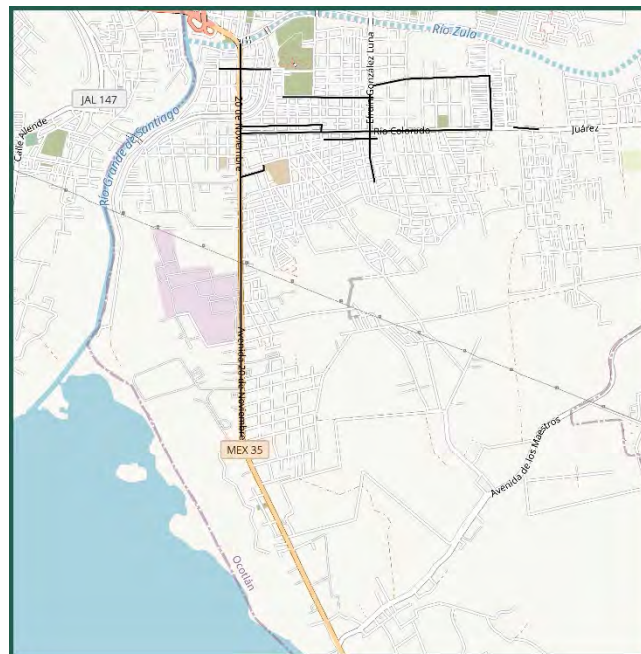 Río Zula
Efraín González Luna
JAL 147
20 de Noviembre
Río Colorado
Juárez
Calle Allende
Río Grande de Santiago
Avenida 20 de Noviembre
MEX 35
Avenida de los Maestros
Ocotlán